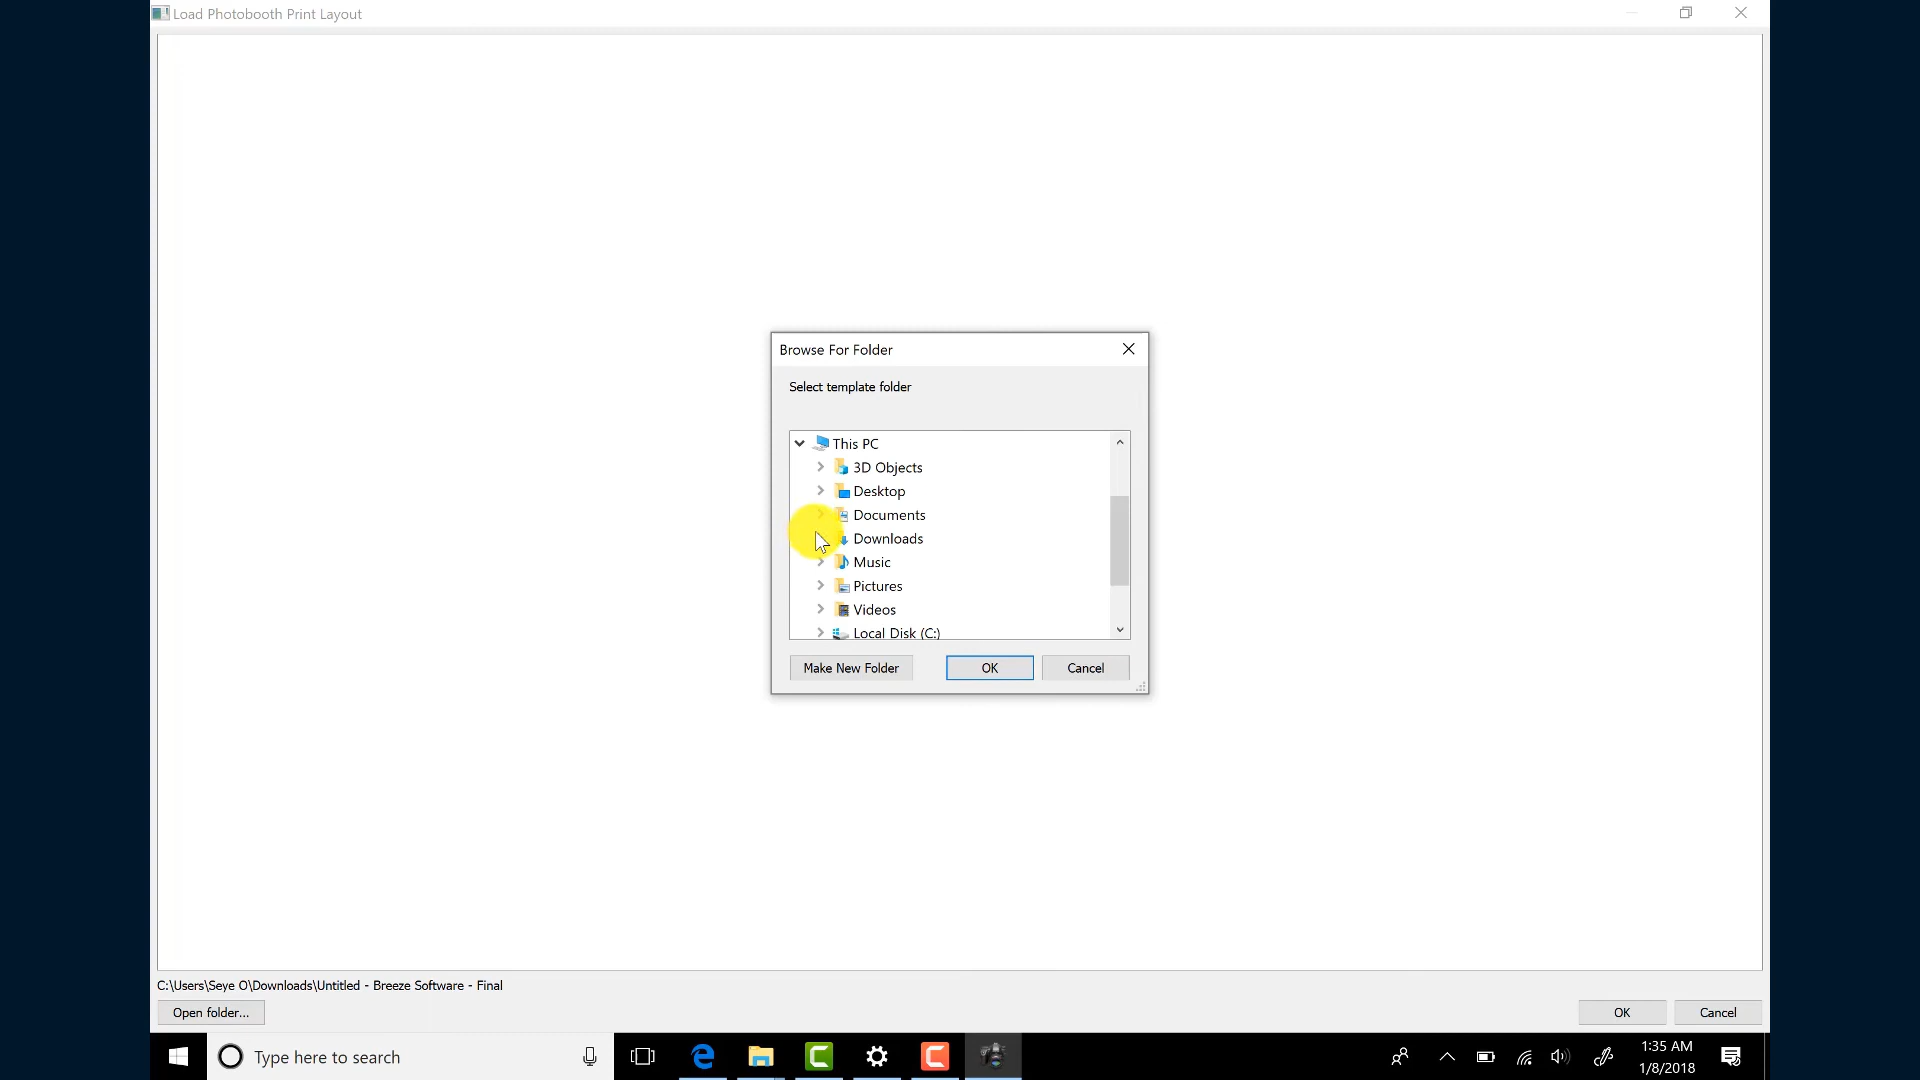 Load Photobooth Print Layout
Browse For Folder
Select template folder
This PC
3D Objects
Desktop
Documents
Downloads
Music
Pictures
Videos
Local Disk (C:)
Make New Folder
OK
Cancel
C:\Users\Seye O\Downloads\Untitled - Breeze Software - Final
Open folder...
OK
Cancel
Type here to search
1:35 AM
1/8/2018